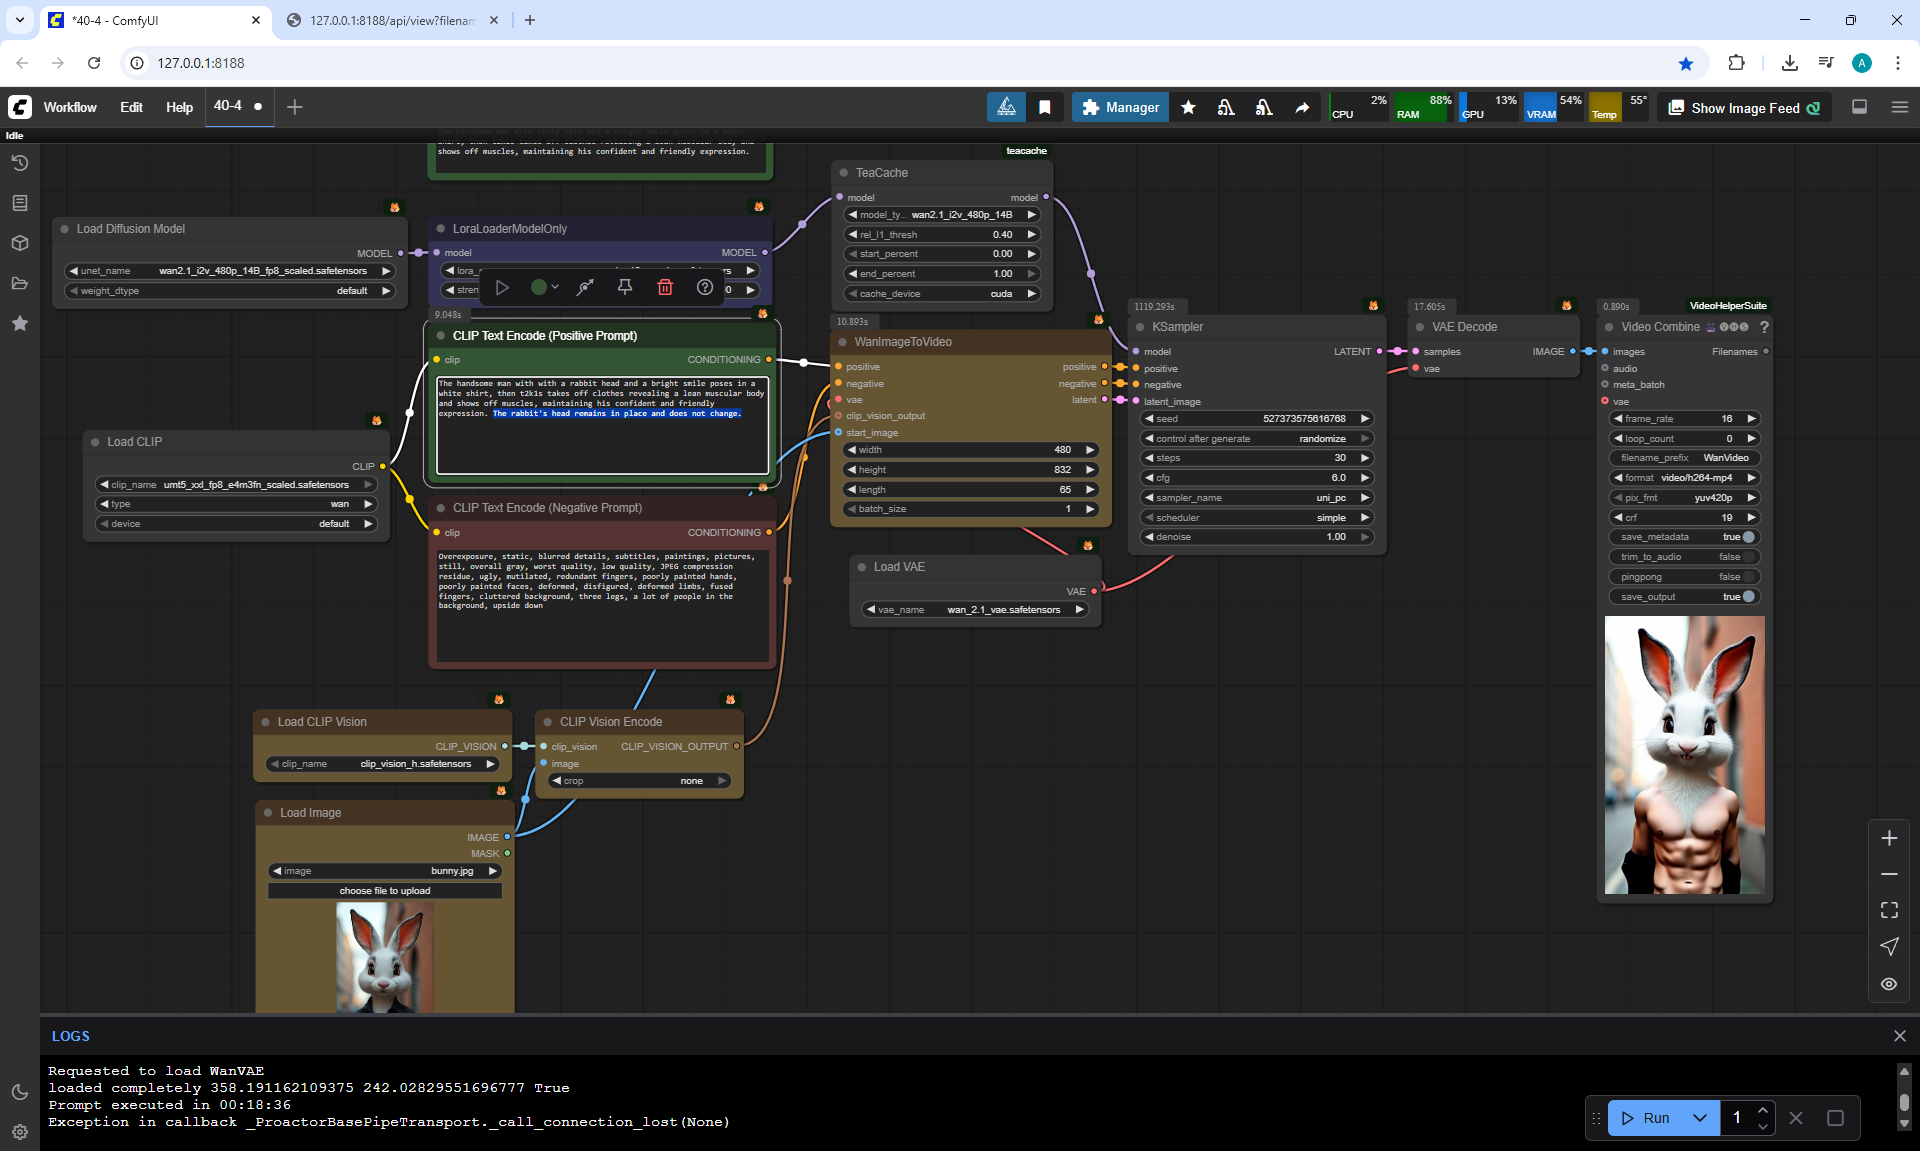 *40-4 - ComfyUI
127.0.0.1:8188/api/view?filenam
127.0.0.1:8188
A
Workflow Edit Help 40-4
Manager
CPU 2% RAM 88% GPU 13% VRAM 54% Temp 55°
Show Image Feed
Idle
shows off muscles, maintaining his confident and friendly expression.
Load Diffusion Model
MODEL
unet_name wan2.1_i2v_480p_14B_fp8_scaled.safetensors
weight_dtype default
LoraLoaderModelOnly
model MODEL
lora_
stren
teacache
TeaCache
model model
model_ty... wan2.1_i2v_480p_14B
rel_l1_thresh 0.40
start_percent 0.00
end_percent 1.00
cache_device cuda
9.048s
CLIP Text Encode (Positive Prompt)
clip CONDITIONING
The handsome man with with a rabbit head and a bright smile poses in a
white shirt, then t2k1s takes off clothes revealing a lean muscular body
and shows off muscles, maintaining his confident and friendly
expression. The rabbit's head remains in place and does not change.
Load CLIP
CLIP
clip_name umt5_xxl_fp8_e4m3fn_scaled.safetensors
type wan
device default
CLIP Text Encode (Negative Prompt)
clip CONDITIONING
Overexposure, static, blurred details, subtitles, paintings, pictures,
still, overall gray, worst quality, low quality, JPEG compression
residue, ugly, mutilated, redundant fingers, poorly painted hands,
poorly painted faces, deformed, disfigured, deformed limbs, fused
fingers, cluttered background, three legs, a lot of people in the
background, upside down
10.893s
WanImageToVideo
positive positive
negative negative
vae latent
clip_vision_output
start_image
width 480
height 832
length 65
batch_size 1
Load VAE
VAE
vae_name wan_2.1_vae.safetensors
1119.293s
KSampler
model LATENT
positive
negative
latent_image
seed 527373575616768
control after generate randomize
steps 30
cfg 6.0
sampler_name uni_pc
scheduler simple
denoise 1.00
17.605s
VAE Decode
samples IMAGE
vae
0.890s VideoHelperSuite
Video Combine VHS ?
images Filenames
audio
meta_batch
vae
frame_rate 16
loop_count 0
filename_prefix WanVideo
format video/h264-mp4
pix_fmt yuv420p
crf 19
save_metadata true
trim_to_audio false
pingpong false
save_output true
Load CLIP Vision
CLIP_VISION
clip_name clip_vision_h.safetensors
CLIP Vision Encode
clip_vision CLIP_VISION_OUTPUT
image
crop none
Load Image
IMAGE
MASK
image bunny.jpg
choose file to upload
LOGS
Requested to load WanVAE
loaded completely 358.191162109375 242.02829551696777 True
Prompt executed in 00:18:36
Exception in callback _ProactorBasePipeTransport._call_connection_lost(None)
Run 1